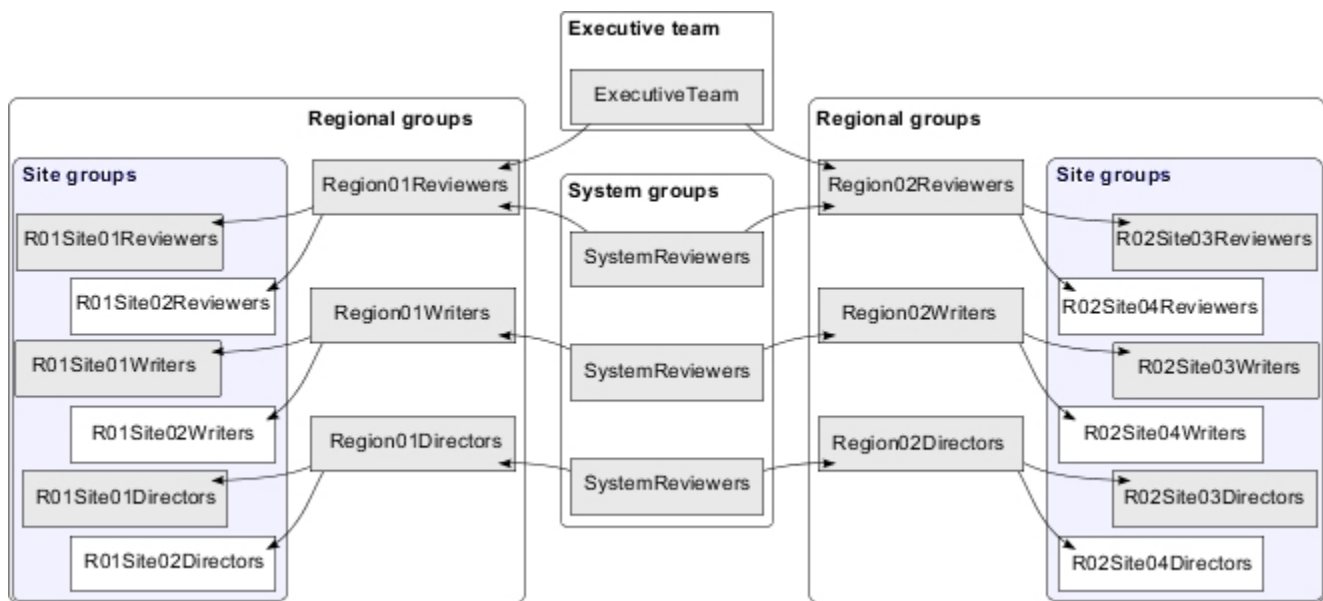 Executive team
ExecutiveTeam
Regional groups
Site groups
Region01Reviewers
R01Site01Reviewers
R01Site02Reviewers
Region01Writers
R01Site01Writers
R01Site02Writers
Region01Directors
R01Site01Directors
R01Site02Directors
System groups
SystemReviewers
SystemReviewers
SystemReviewers
Regional groups
Site groups
Region02Reviewers
R02Site03Reviewers
R02Site04Reviewers
Region02Writers
R02Site03Writers
R02Site04Writers
Region02Directors
R02Site03Directors
R02Site04Directors